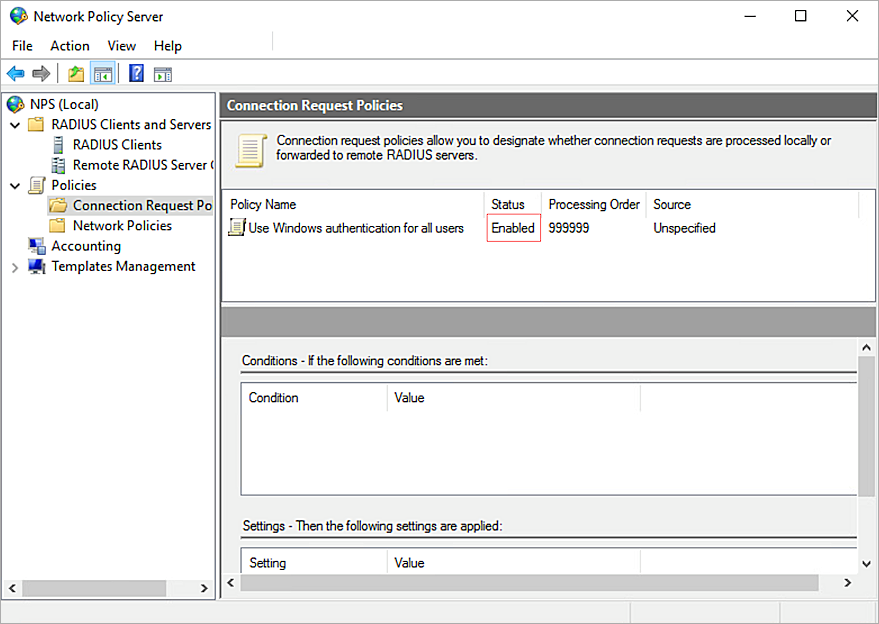 Network Policy Server
File Action View Help
NPS (Local)
RADIUS Clients and Servers
RADIUS Clients
Remote RADIUS Server
Policies
Connection Request Po
Network Policies
Accounting
Templates Management
Connection Request Policies
Connection request policies allow you to designate whether connection requests are processed locally or
forwarded to remote RADIUS servers.
Policy Name Status Processing Order Source
Use Windows authentication for all users Enabled 999999 Unspecified
Conditions - If the following conditions are met:
Condition Value
Settings - Then the following settings are applied:
Setting Value